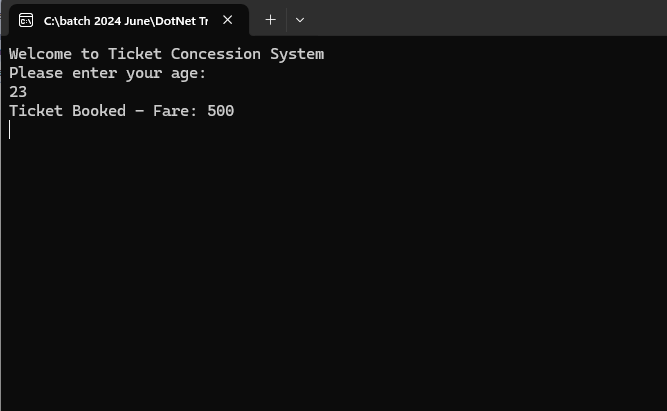 C:\batch 2024 June\DotNet Tr
Welcome to Ticket Concession System
Please enter your age:
23
Ticket Booked - Fare: 500